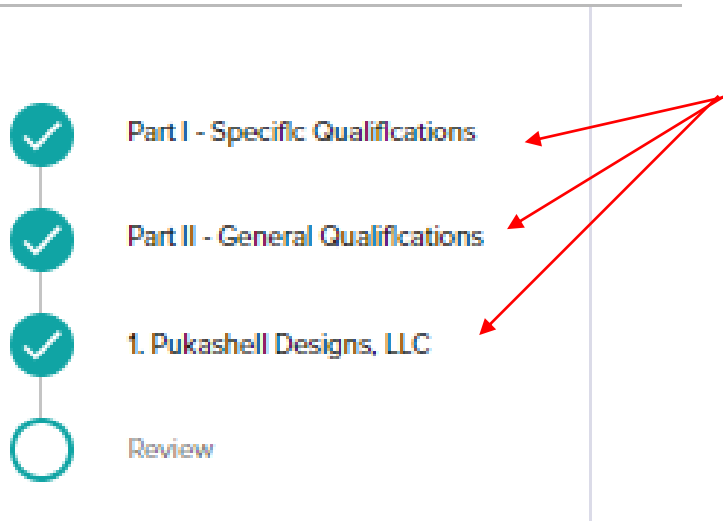 Part I - Specific Qualifications
Part II - General Qualifications
1. Pukashell Designs, LLC
Review